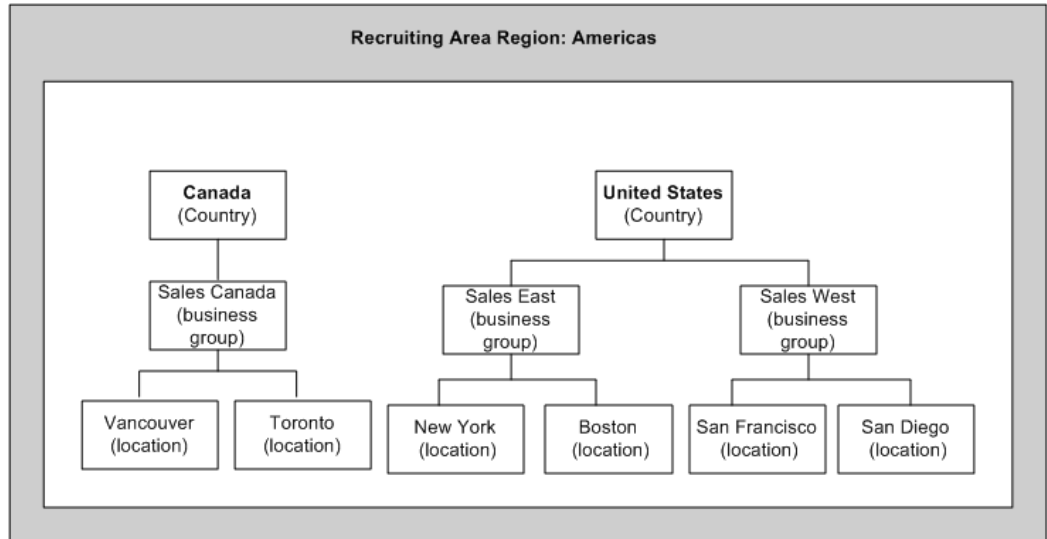 Recruiting Area Region: Americas
Canada
(Country)
United States
(Country)
Sales Canada
(business
group)
Sales East
(business
group)
Sales West
(business
group)
Vancouver
(location)
Toronto
(location)
New York
(location)
Boston
(location)
San Francisco
(location)
San Diego
(location)